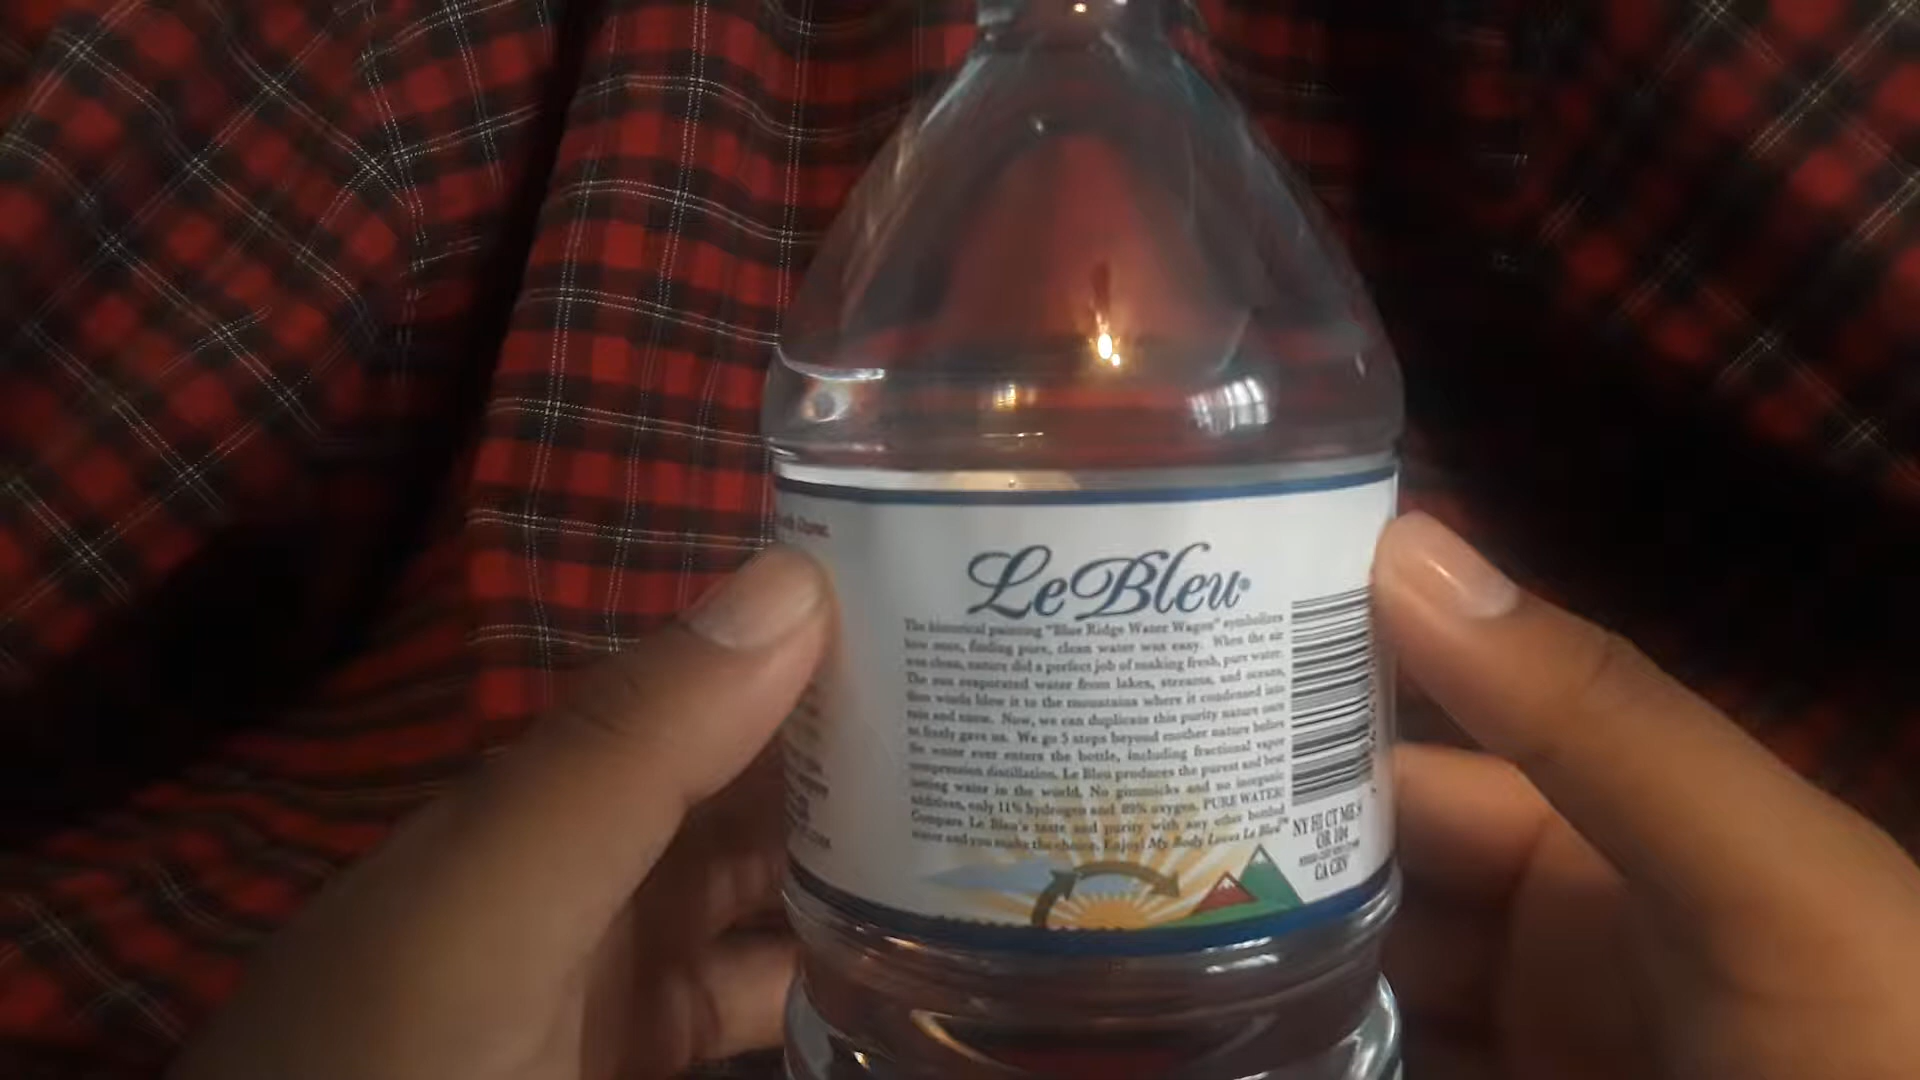 Le Bleu®
The historical painting "Blue Ridge Water Wagon" symbolizes
how once, finding pure, clean water was easy. When the air
was clean, nature did a perfect job of making fresh, pure water.
The sun evaporated water from lakes, streams, and oceans,
then winds blew it to the mountains where it condensed into
rain and snow. Now, we can duplicate this purity nature once
so freely gave us. We go 5 steps beyond mother nature before
the water ever enters the bottle, including fractional vapor
compression distillation. Le Bleu produces the purest and best
tasting water in the world. No gimmicks and no inorganic
additives, only 11% hydrogen and 89% oxygen. PURE WATER!
Compare Le Bleu's taste and purity with any other bottled
water and you make the choice. Enjoy! My Body Loves Le Bleu™
NY HI CT ME
OR 10¢
CA CRV